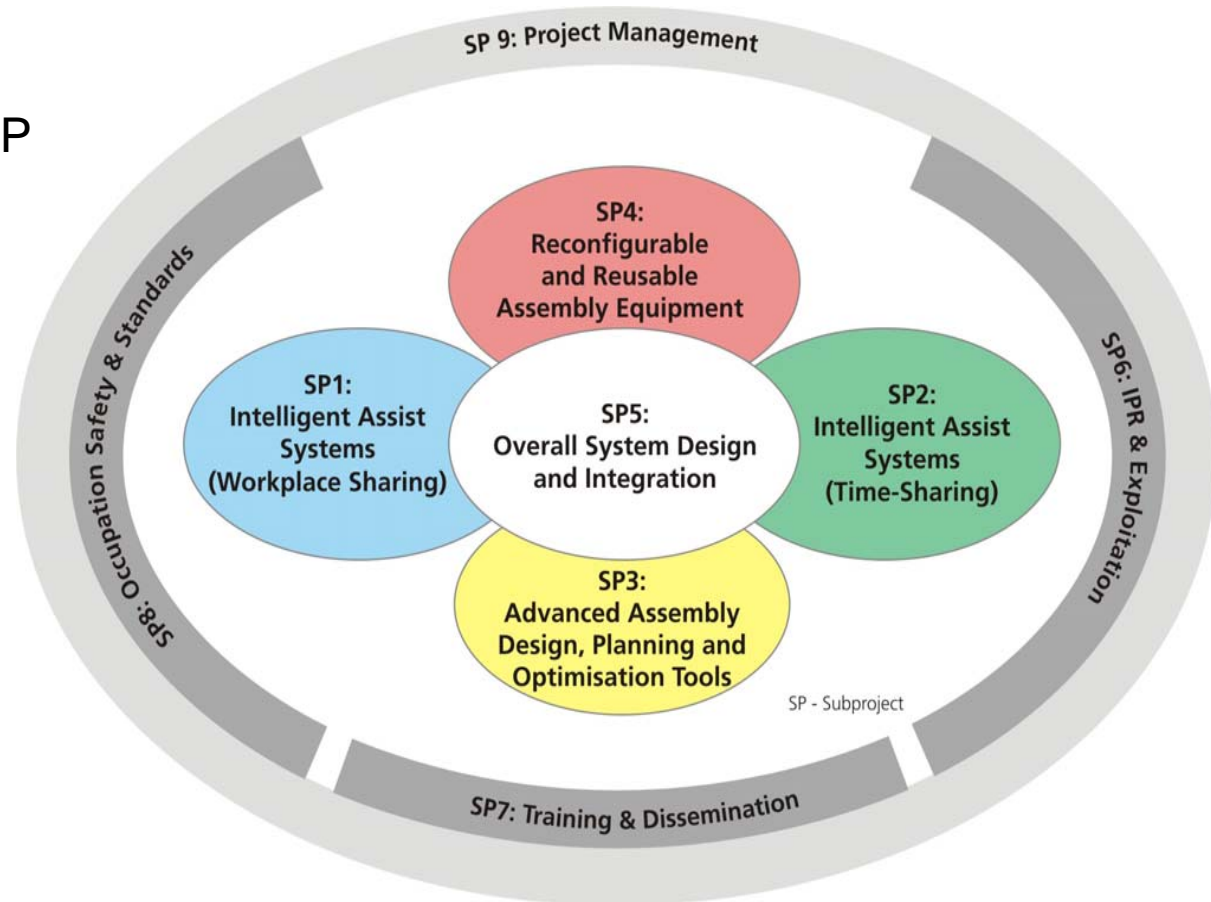 SP 9: Project Management
P
SP4:
Reconfigurable
and Reusable
Assembly Equipment
SP8: Occupation Safety & Standards
SP1:
Intelligent Assist
Systems
(Workplace Sharing)
SP5:
Overall System Design
and Integration
SP2:
Intelligent Assist
Systems
(Time-Sharing)
SP6: IPR & Exploitation
SP3:
Advanced Assembly
Design, Planning and
Optimisation Tools
SP - Subproject
SP7: Training & Dissemination